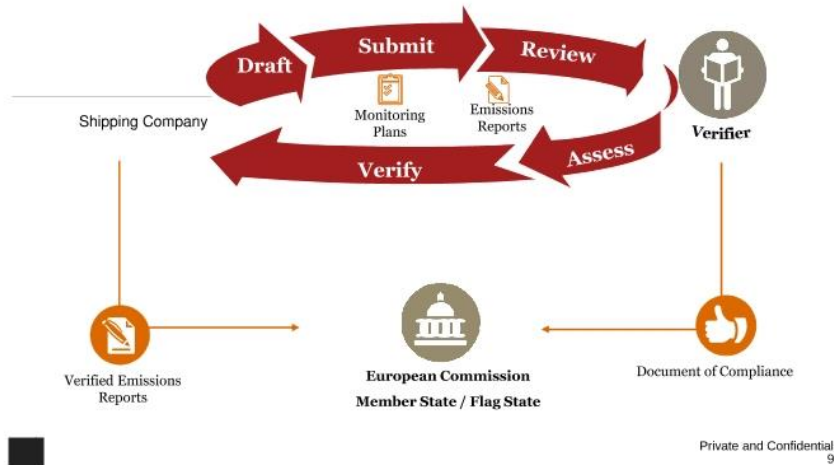 Draft
Submit
Review
Shipping Company
Monitoring
Plans
Emissions
Reports
Verifier
Assess
Verify
Verified Emissions
Reports
European Commission
Member State / Flag State
Document of Compliance
Private and Confidential
9